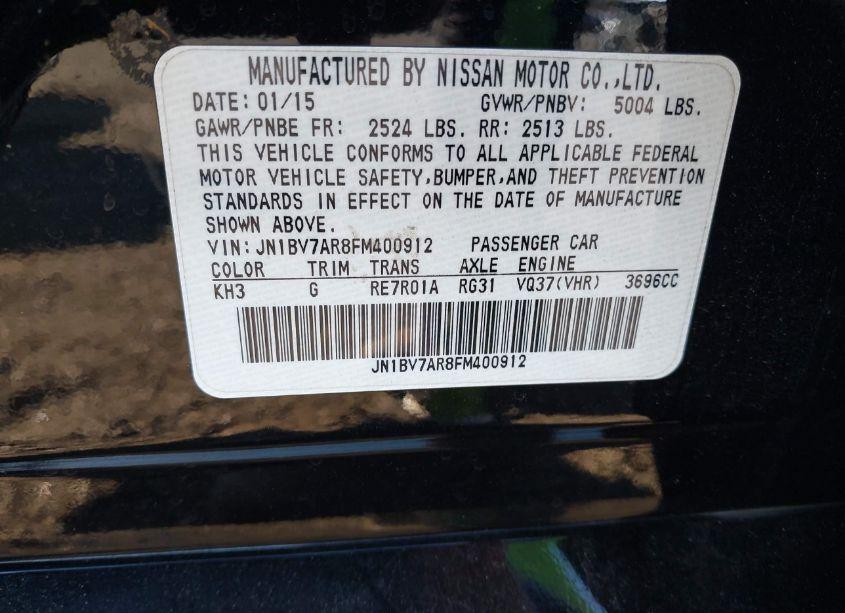 MANUFACTURED BY NISSAN MOTOR CO.,LTD.
DATE: 01/15 GVWR/PNBV: 5004 LBS.
GAWR/PNBE FR: 2524 LBS. RR: 2513 LBS.
THIS VEHICLE CONFORMS TO ALL APPLICABLE FEDERAL
MOTOR VEHICLE SAFETY,BUMPER,AND THEFT PREVENTION
STANDARDS IN EFFECT ON THE DATE OF MANUFACTURE
SHOWN ABOVE.
VIN: JN1BV7AR8FM400912 PASSENGER CAR
COLOR TRIM TRANS AXLE ENGINE
KH3 G RE7R01A RG31 VQ37(VHR) 3696CC
JN1BV7AR8FM400912